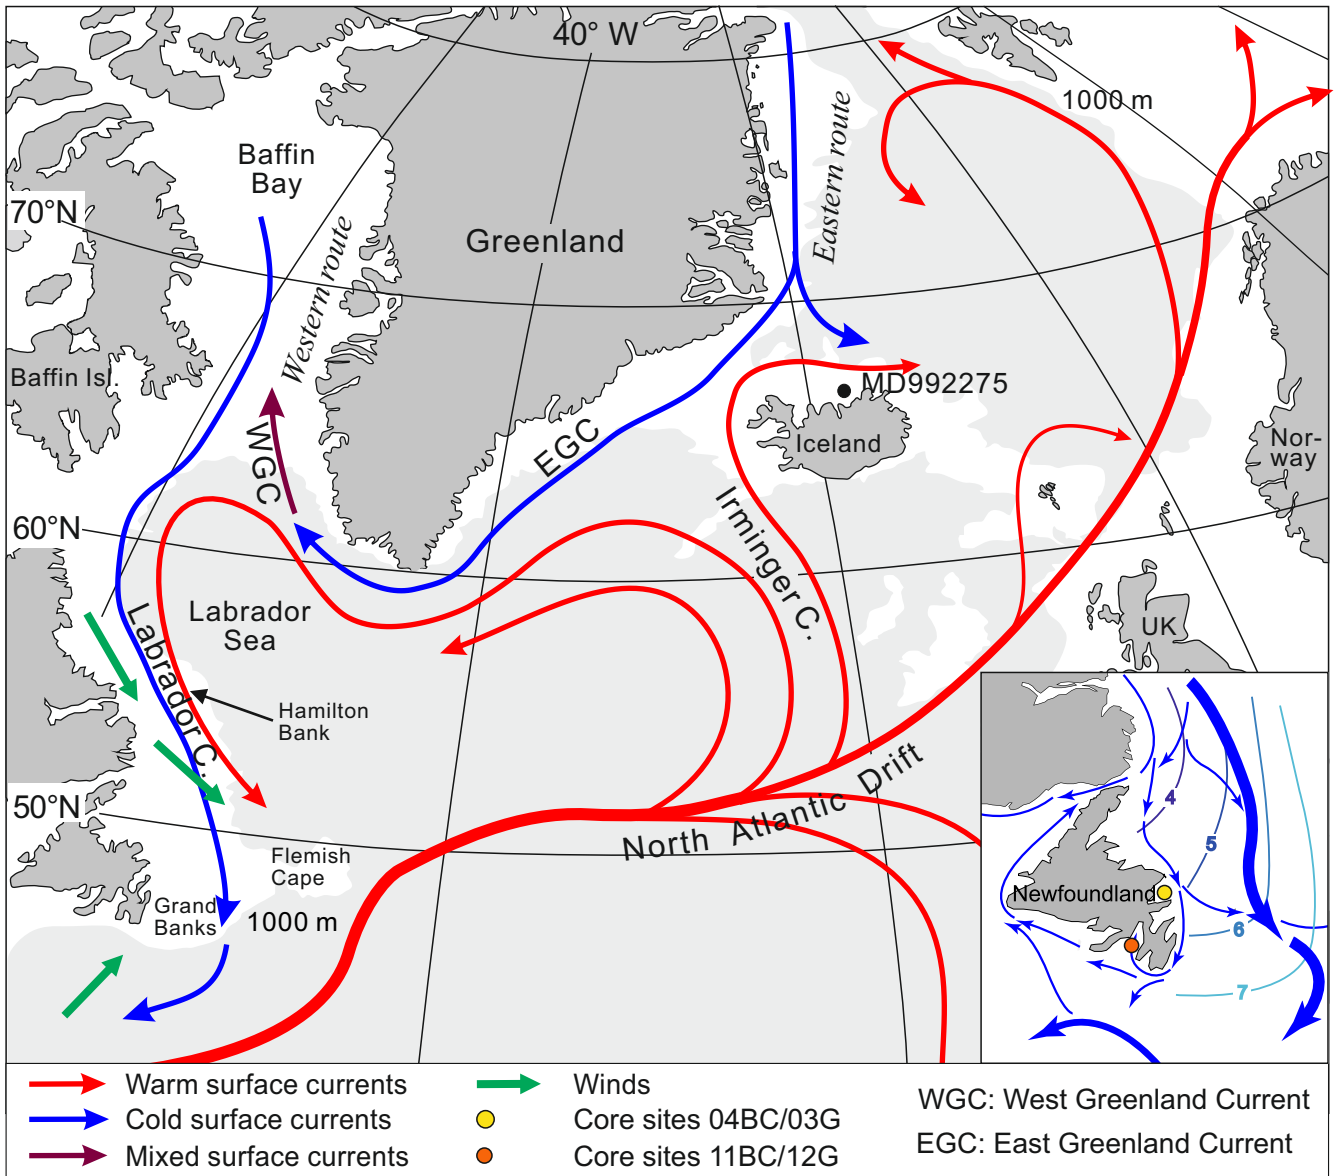 40° W
1000 m
Baffin
Bay
70°N
Western route
Greenland
Eastern route
Baffin Isl.
MD992275
Iceland
Nor-
way
WGC
EGC
60°N
Irminger C.
Labrador
Sea
Labrador C.
UK
Hamilton
Bank
50°N
North Atlantic Drift
Flemish
Cape
Grand
Banks
1000 m
4
5
Newfoundland
6
7
Warm surface currents
Cold surface currents
Mixed surface currents
Winds
Core sites 04BC/03G
Core sites 11BC/12G
WGC: West Greenland Current
EGC: East Greenland Current